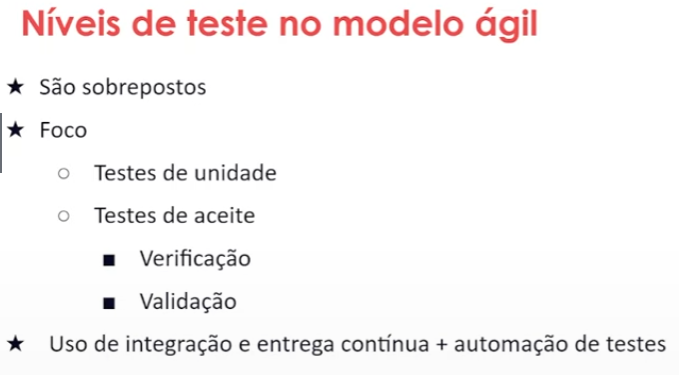 Níveis de teste no modelo ágil
★ São sobrepostos
★ Foco
○ Testes de unidade
○ Testes de aceite
■ Verificação
■ Validação
★ Uso de integração e entrega contínua + automação de testes